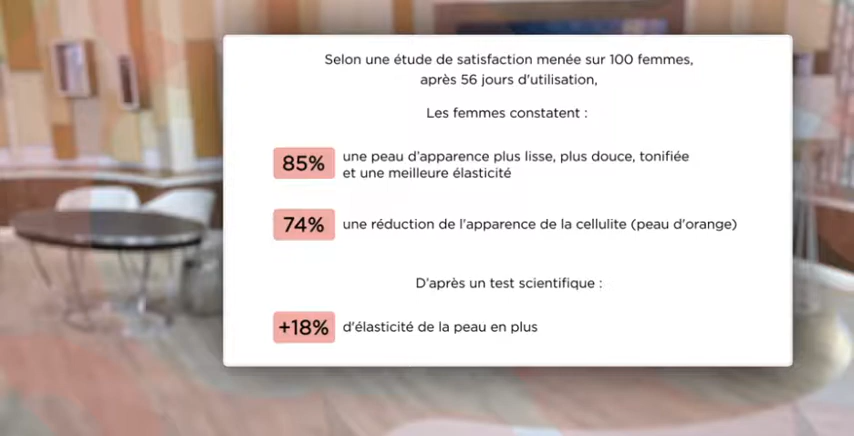 Selon une étude de satisfaction menée sur 100 femmes,
après 56 jours d'utilisation,
Les femmes constatent :
85% une peau d'apparence plus lisse, plus douce, tonifiée
et une meilleure élasticité
74% une réduction de l'apparence de la cellulite (peau d'orange)
D'après un test scientifique :
+18% d'élasticité de la peau en plus